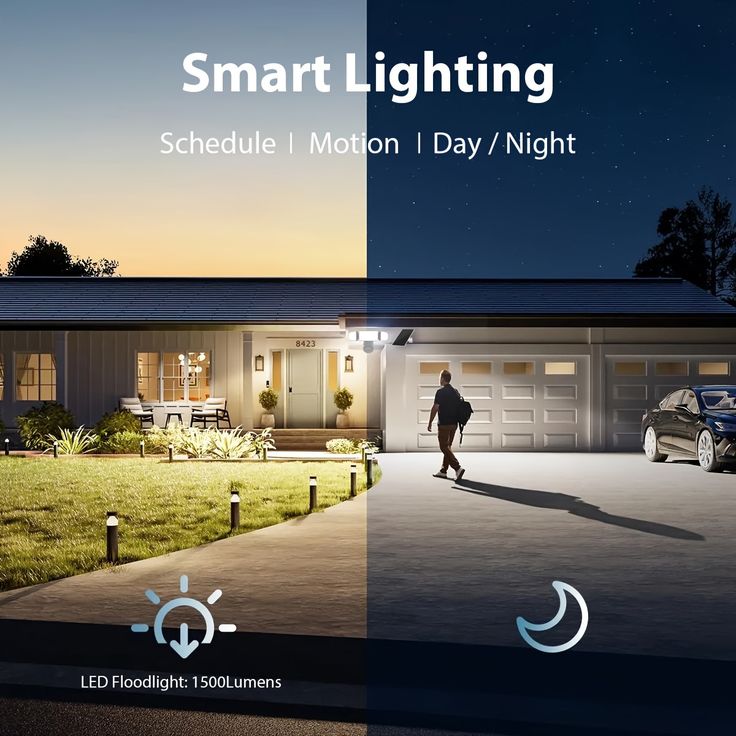 Smart Lighting
Schedule | Motion | Day / Night
8423
LED Floodlight: 1500Lumens